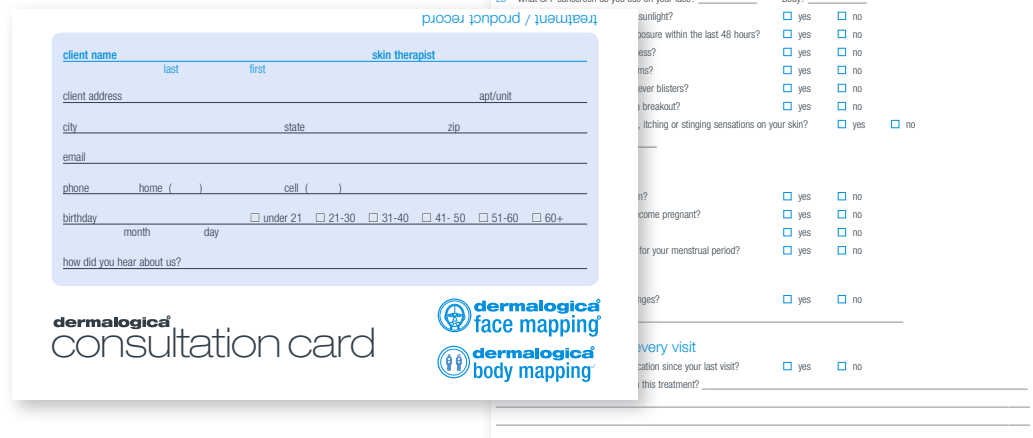 treatment / product record
client name skin therapist
last first
client address apt/unit
city state zip
email
phone home ( ) cell ( )
birthday under 21 21-30 31-40 41- 50 51-60 60+
month day
how did you hear about us?
dermalogica
consultation card
dermalogica
face mapping
dermalogica
body mapping
sunlight? yes no
posure within the last 48 hours? yes no
ess? yes no
ms? yes no
ever blisters? yes no
a breakout? yes no
, itching or stinging sensations on your skin? yes no
n? yes no
come pregnant? yes no
yes no
for your menstrual period? yes no
nges? yes no
every visit
cation since your last visit? yes no
this treatment?